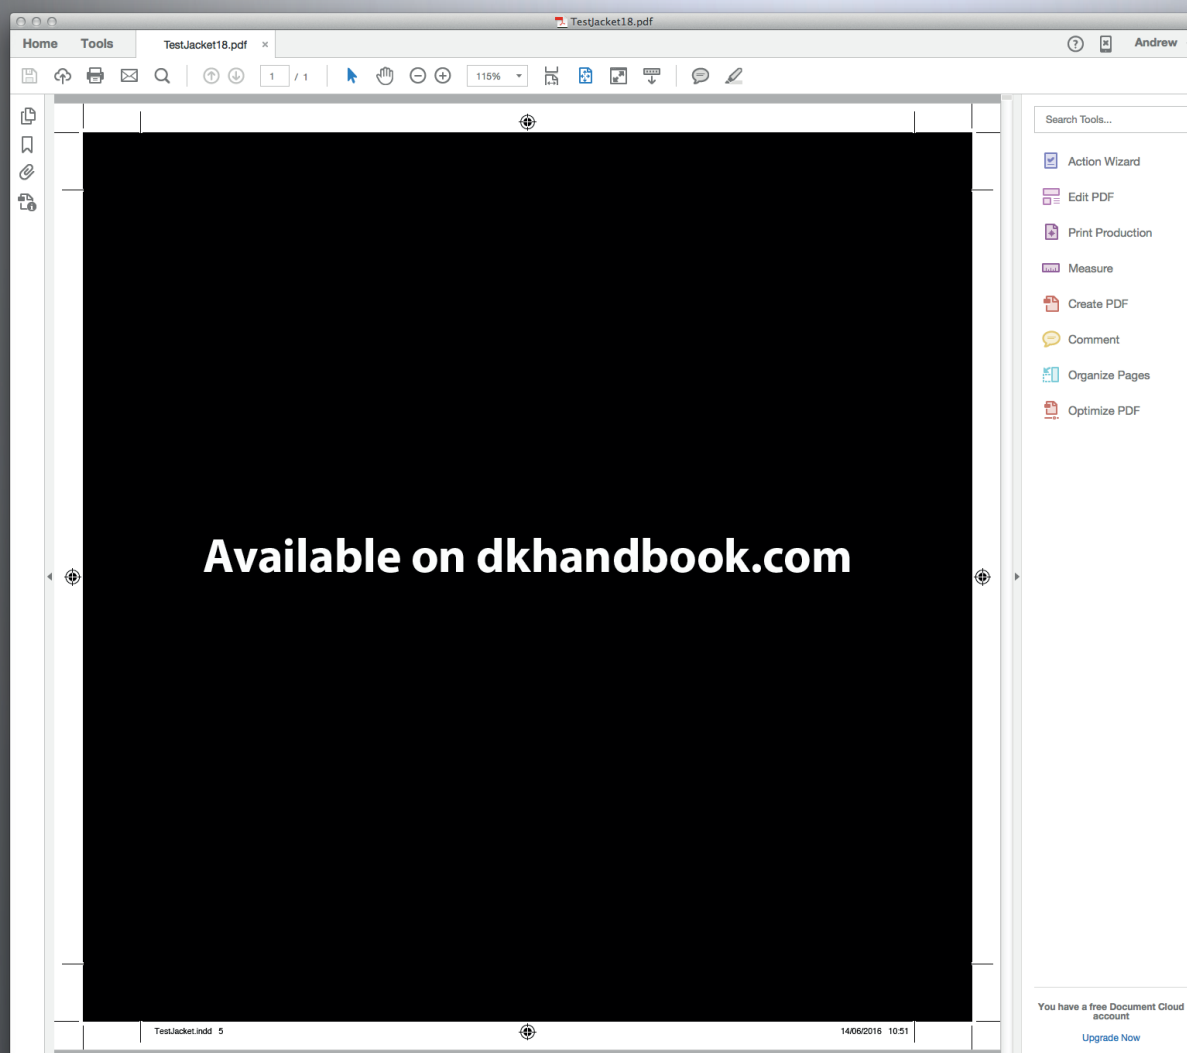 TestJacket18.pdf
Home Tools TestJacket18.pdf × Andrew
1 / 1 115%
Search Tools...
Action Wizard
Edit PDF
Print Production
Measure
Create PDF
Comment
Organize Pages
Optimize PDF
Available on dkhandbook.com
TestJacket.indd 5 14/06/2016 10:51
You have a free Document Cloud
account
Upgrade Now